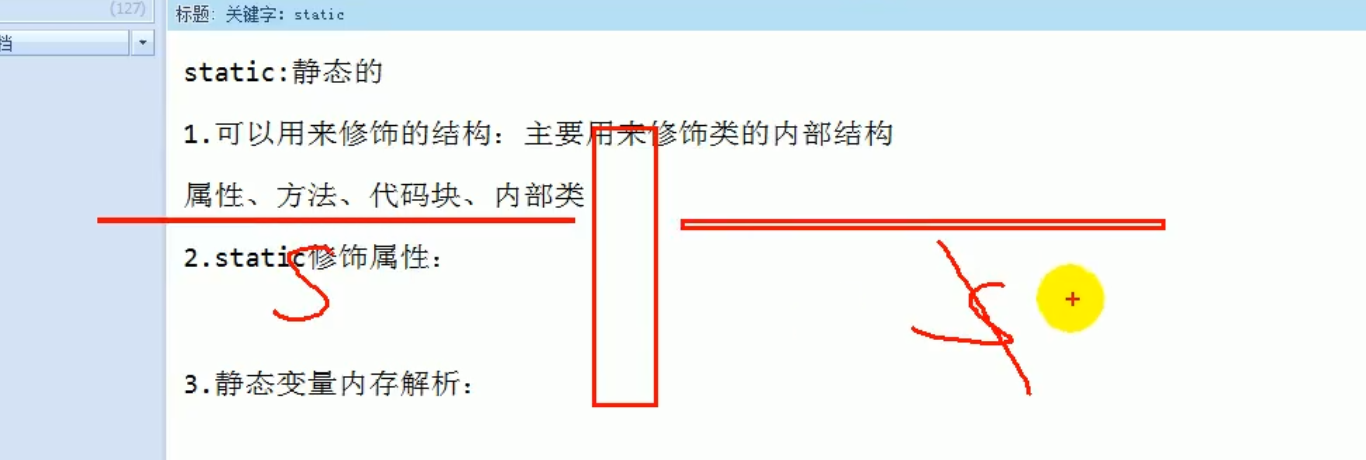 (127)
标题: 关键字: static
档
static:静态的
1.可以用来修饰的结构：主要用来修饰类的内部结构
属性、方法、代码块、内部类
2.static修饰属性：
S
S
3.静态变量内存解析：